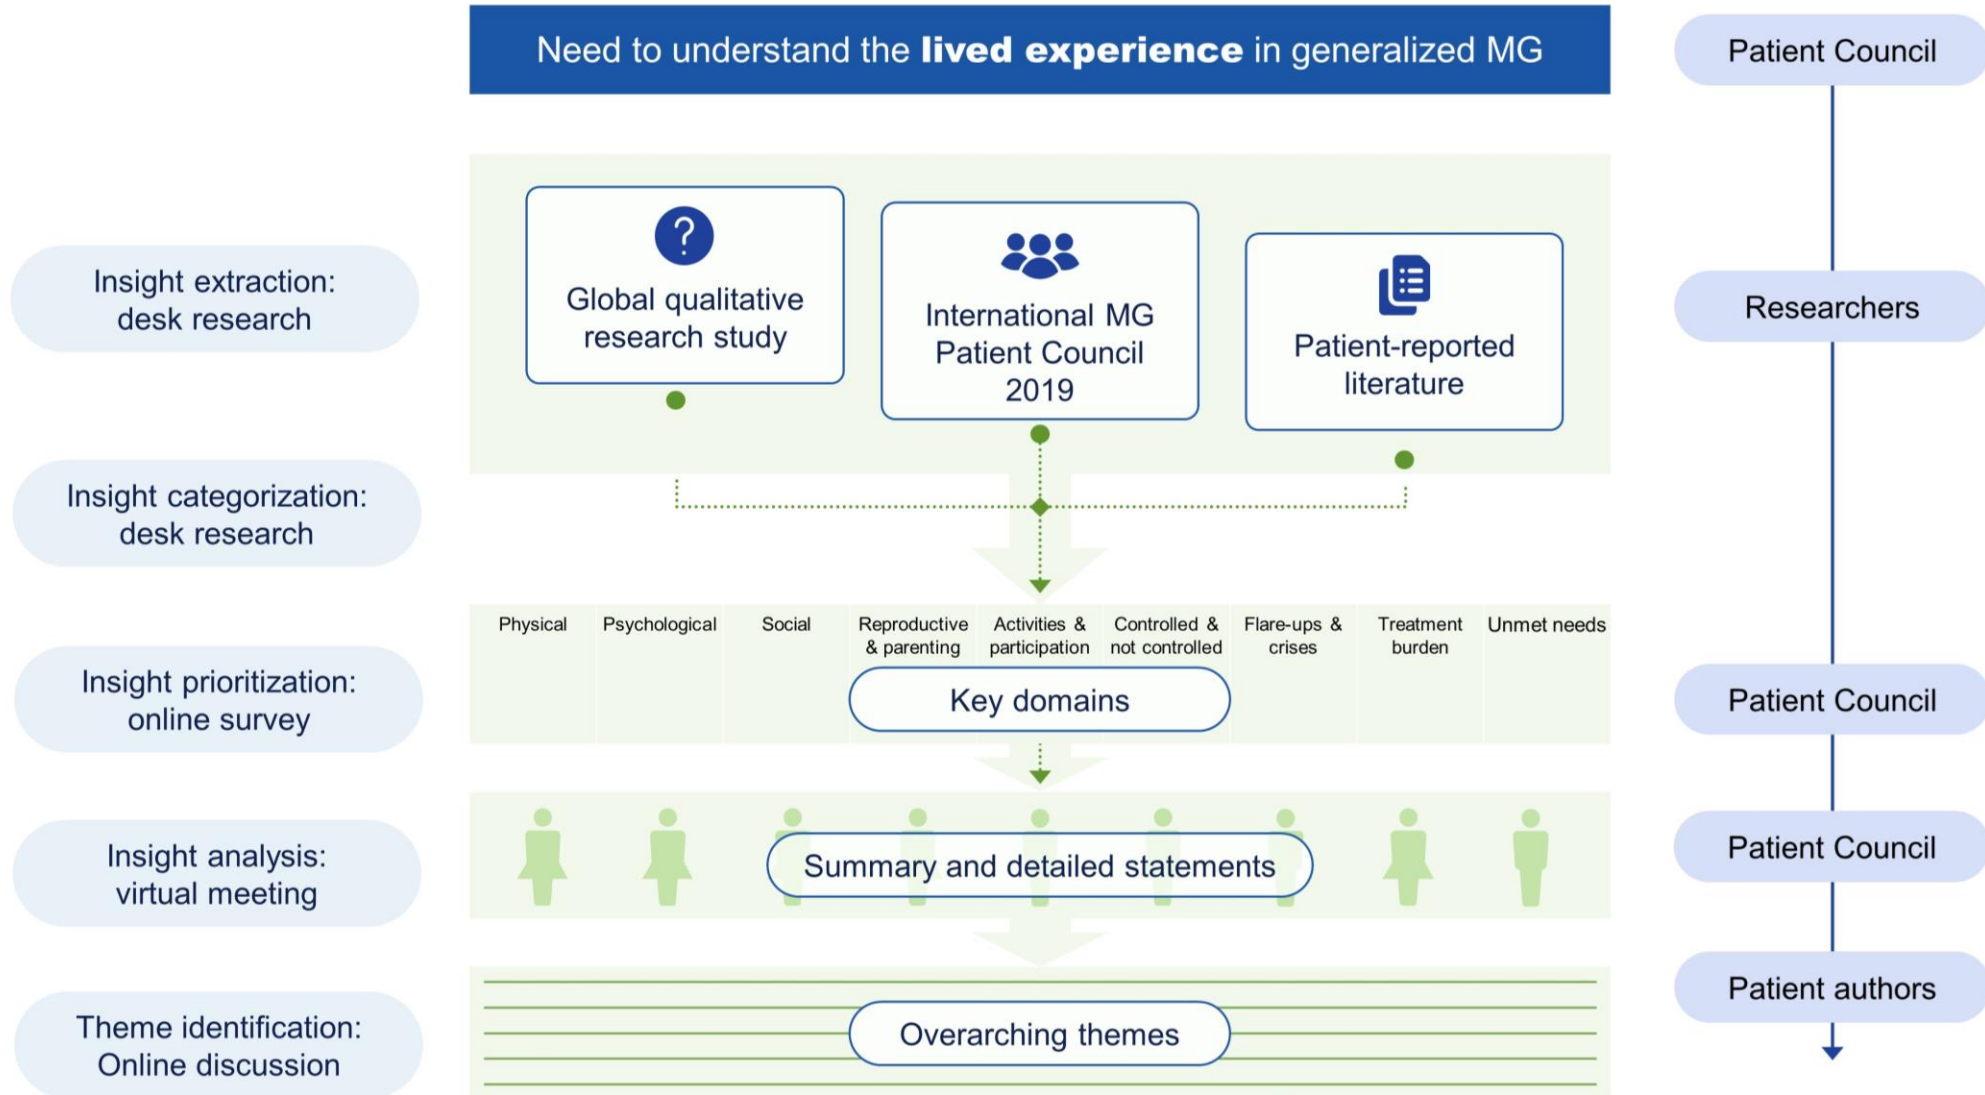 Need to understand the lived experience in generalized MG
Patient Council
Insight extraction:
desk research
?
Global qualitative
research study
International MG
Patient Council
2019
Patient-reported
literature
Researchers
Insight categorization:
desk research
Physical
Psychological
Social
Reproductive
& parenting
Activities &
participation
Controlled &
not controlled
Flare-ups &
crises
Treatment
burden
Unmet needs
Insight prioritization:
online survey
Key domains
Patient Council
Insight analysis:
virtual meeting
Summary and detailed statements
Patient Council
Theme identification:
Online discussion
Overarching themes
Patient authors